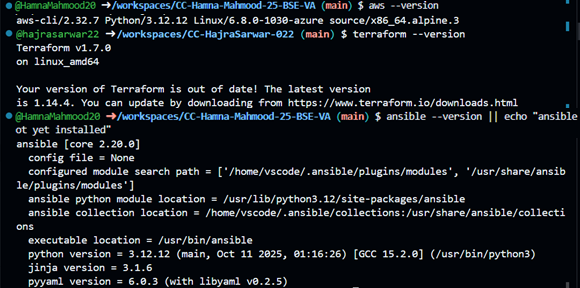 @HamnaMahmood20 ➜/workspaces/CC-Hamna-Mahmood-25-BSE-VA (main) $ aws --version
aws-cli/2.32.7 Python/3.12.12 Linux/6.8.0-1030-azure source/x86_64.alpine.3
@hajrasarwar22 ➜/workspaces/CC-HajraSarwar-022 (main) $ terraform --version
Terraform v1.7.0
on linux_amd64
Your version of Terraform is out of date! The latest version
is 1.14.4. You can update by downloading from https://www.terraform.io/downloads.html
@HamnaMahmood20 ➜/workspaces/CC-Hamna-Mahmood-25-BSE-VA (main) $ ansible --version || echo "ansible
ot yet installed"
ansible [core 2.20.0]
config file = None
configured module search path = ['/home/vscode/.ansible/plugins/modules', '/usr/share/ansib
le/plugins/modules']
ansible python module location = /usr/lib/python3.12/site-packages/ansible
ansible collection location = /home/vscode/.ansible/collections:/usr/share/ansible/collecti
ons
executable location = /usr/bin/ansible
python version = 3.12.12 (main, Oct 11 2025, 01:16:26) [GCC 15.2.0] (/usr/bin/python3)
jinja version = 3.1.6
pyyaml version = 6.0.3 (with libyaml v0.2.5)